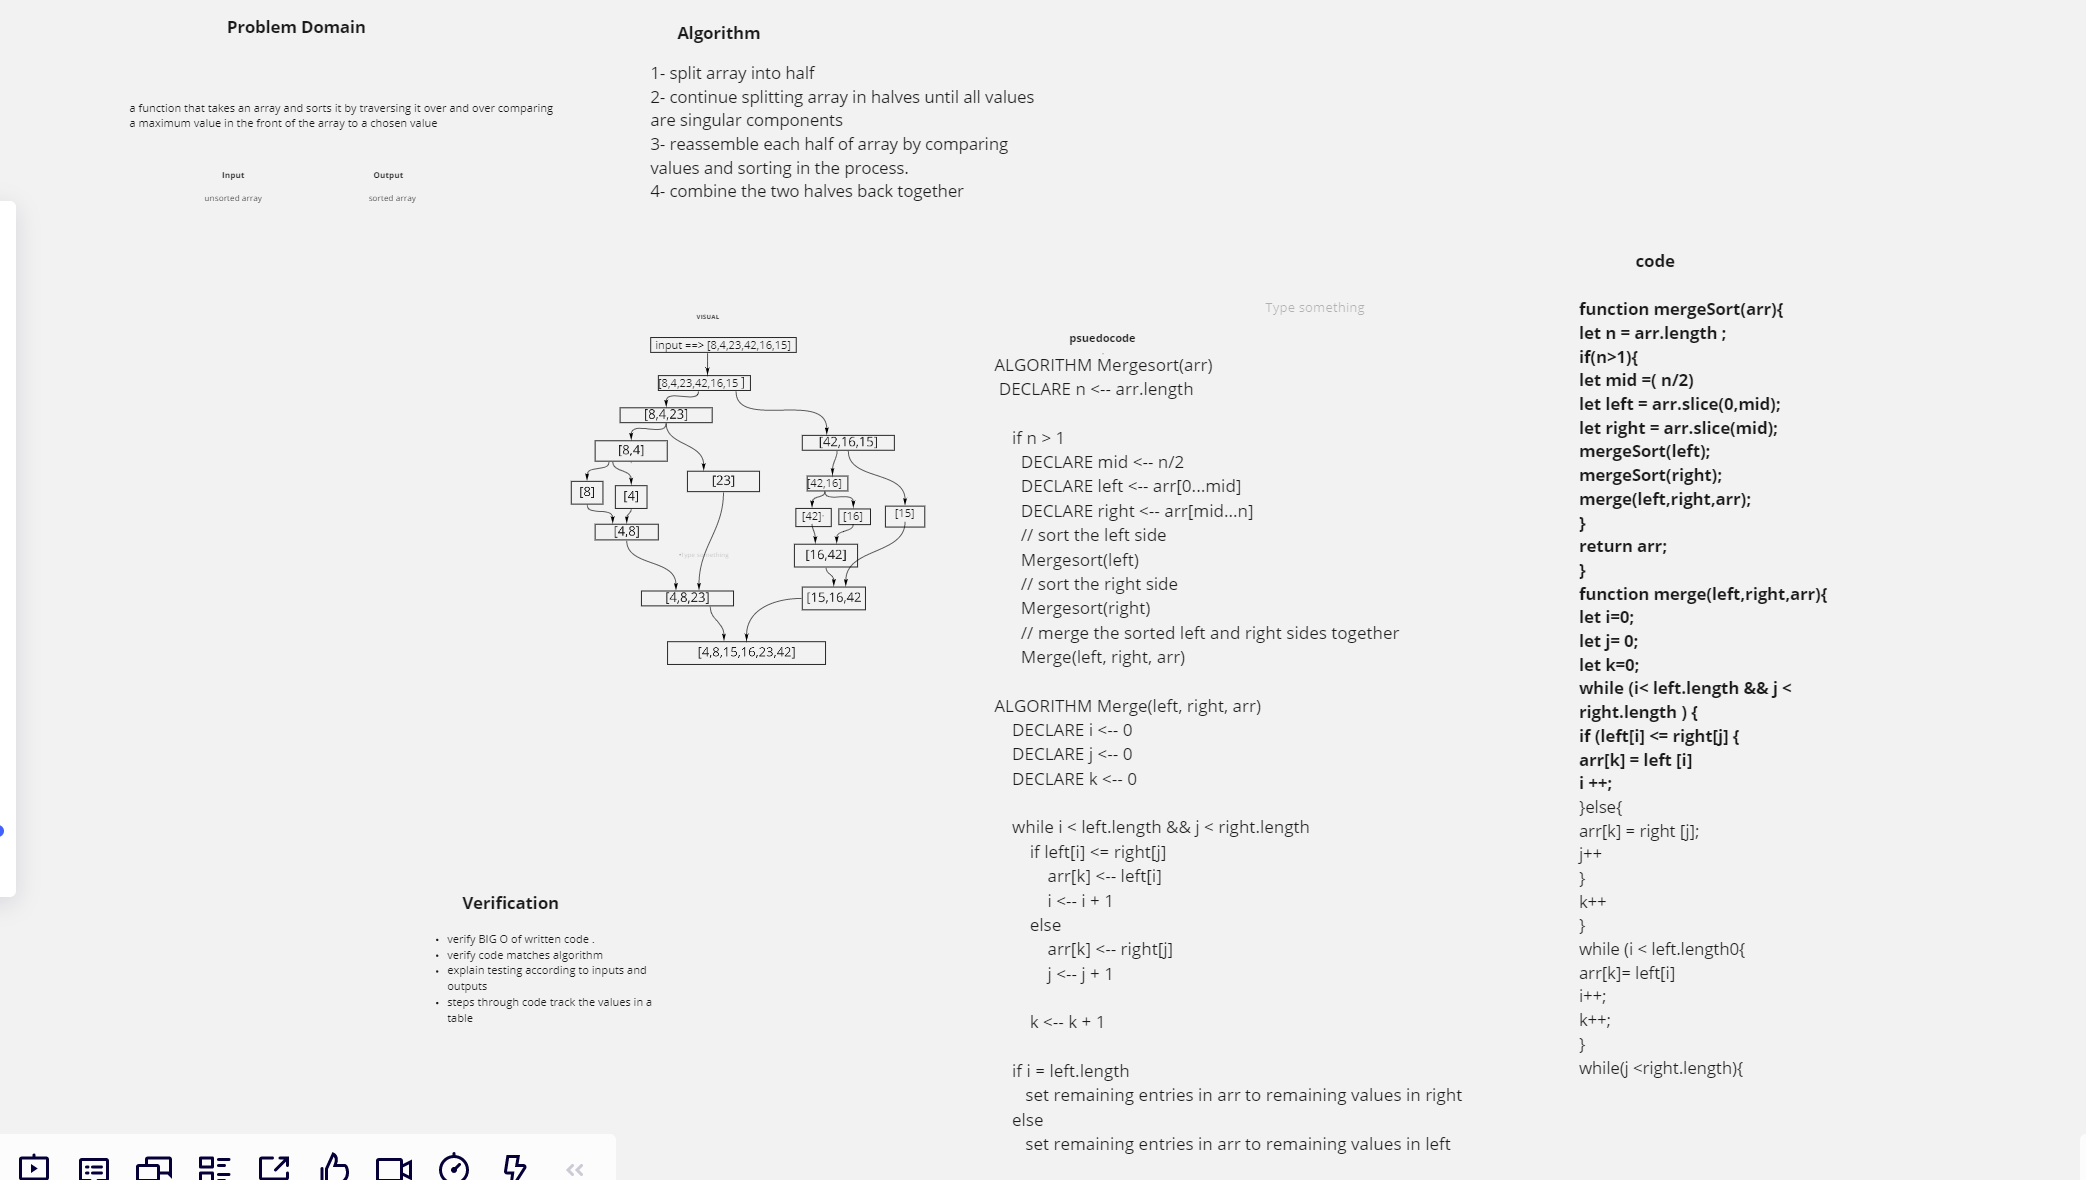 Problem Domain
a function that takes an array and sorts it by traversing it over and over comparing
a maximum value in the front of the array to a chosen value
Input
Output
unsorted array
sorted array
Algorithm
1- split array into half
2- continue splitting array in halves until all values
are singular components
3- reassemble each half of array by comparing
values and sorting in the process.
4- combine the two halves back together
VISUAL
input ==> [8,4,23,42,16,15]
[8,4,23,42,16,15 ]
[8,4,23]
[42,16,15]
[8,4]
[23]
[42,16]
[8]
[4]
[42]
[16]
[15]
[4,8]
[16,42]
Type something
[4,8,23]
[15,16,42
[4,8,15,16,23,42]
Verification
• verify BIG O of written code .
• verify code matches algorithm
• explain testing according to inputs and
outputs
• steps through code track the values in a
table
Type something
psuedocode
ALGORITHM Mergesort(arr)
DECLARE n <-- arr.length
if n > 1
DECLARE mid <-- n/2
DECLARE left <-- arr[0...mid]
DECLARE right <-- arr[mid...n]
// sort the left side
Mergesort(left)
// sort the right side
Mergesort(right)
// merge the sorted left and right sides together
Merge(left, right, arr)
ALGORITHM Merge(left, right, arr)
DECLARE i <-- 0
DECLARE j <-- 0
DECLARE k <-- 0
while i < left.length && j < right.length
if left[i] <= right[j]
arr[k] <-- left[i]
i <-- i + 1
else
arr[k] <-- right[j]
j <-- j + 1
k <-- k + 1
if i = left.length
set remaining entries in arr to remaining values in right
else
set remaining entries in arr to remaining values in left
code
function mergeSort(arr){
let n = arr.length ;
if(n>1){
let mid =( n/2)
let left = arr.slice(0,mid);
let right = arr.slice(mid);
mergeSort(left);
mergeSort(right);
merge(left,right,arr);
}
return arr;
}
function merge(left,right,arr){
let i=0;
let j= 0;
let k=0;
while (i< left.length && j <
right.length ) {
if (left[i] <= right[j] {
arr[k] = left [i]
i ++;
}else{
arr[k] = right [j];
j++
}
k++
}
while (i < left.length0{
arr[k]= left[i]
i++;
k++;
}
while(j <right.length){